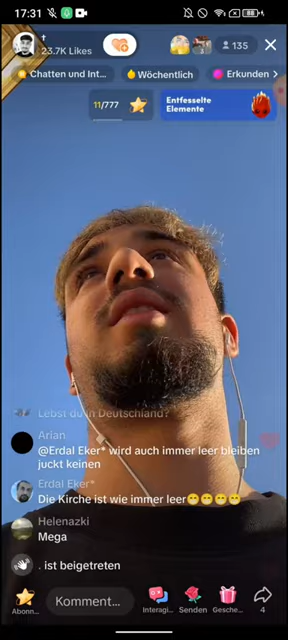 17:31
†
23.7K Likes
135
Chatten und Int...
Wöchentlich
Erkunden
11/777
Entfesselte
Elemente
Lebst du in Deutschland?
Arian
@Erdal Eker* wird auch immer leer bleiben
juckt keinen
Erdal Eker*
Die Kirche ist wie immer leer😁😁😁😁
Helenazki
Mega
. ist beigetreten
Abonn...
Komment...
Interagi...
Senden
Gesche...
4